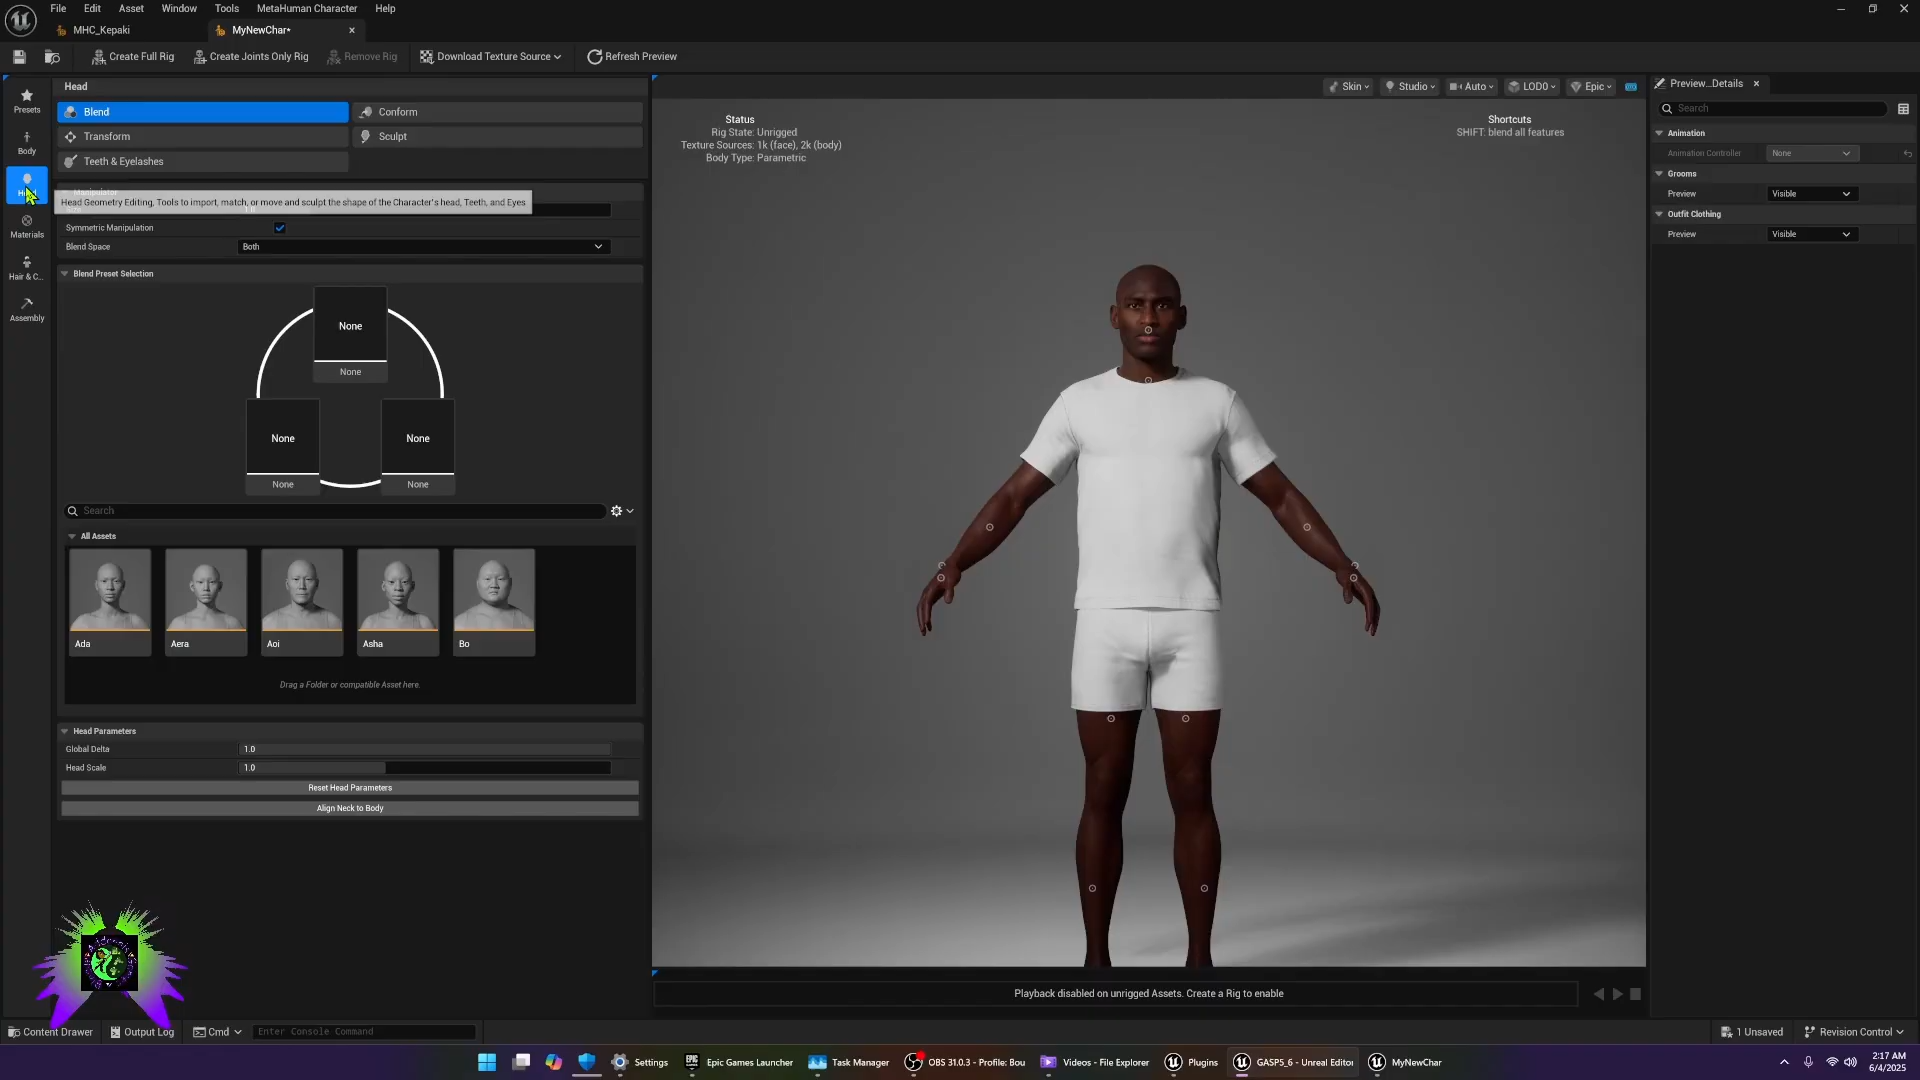 File Edit Asset Window Tools MetaHuman Character Help
MHC_Kepaki MyNewChar*
Create Full Rig Create Joints Only Rig Remove Rig Download Texture Source Refresh Preview
Presets
Body
Materials
Hair & C...
Assembly
Head
Blend Conform
Transform Sculpt
Teeth & Eyelashes
Manipulator
Head Geometry Editing, Tools to import, match, or move and sculpt the shape of the Character's head, Teeth, and Eyes
Symmetric Manipulation
Blend Space Both
Blend Preset Selection
None
None
None None
None None
Search
All Assets
Ada Aera Aoi Asha Bo
Drag a Folder or compatible Asset here.
Head Parameters
Global Delta 1.0
Head Scale 1.0
Reset Head Parameters
Align Neck to Body
Skin Studio Auto LOD0 Epic
Status
Rig State: Unrigged
Texture Sources: 1k (face), 2k (body)
Body Type: Parametric
Shortcuts
SHIFT: blend all features
Playback disabled on unrigged Assets. Create a Rig to enable
Preview...Details
Search
Animation
Animation Controller None
Grooms
Preview Visible
Outfit Clothing
Preview Visible
Content Drawer Output Log Cmd Enter Console Command
1 Unsaved Revision Control
Settings Epic Games Launcher Task Manager OBS 31.0.3 - Profile: Bou Videos - File Explorer Plugins GASP5_6 - Unreal Editor MyNewChar
2:17 AM
6/4/2025